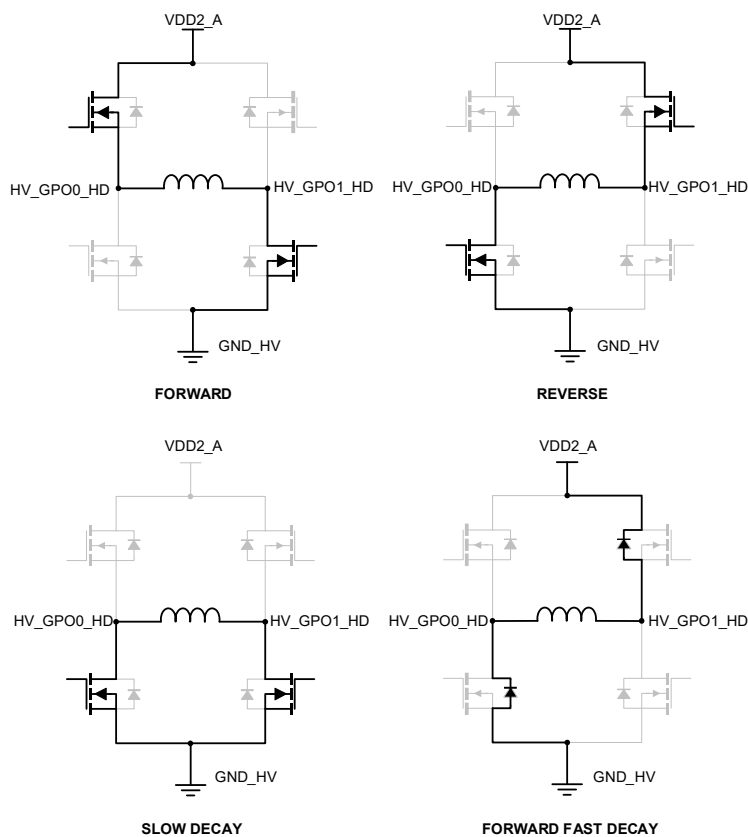 VDD2_A
HV_GPO0_HD
HV_GPO1_HD
GND_HV
FORWARD
VDD2_A
HV_GPO0_HD
HV_GPO1_HD
GND_HV
REVERSE
VDD2_A
HV_GPO0_HD
HV_GPO1_HD
GND_HV
SLOW DECAY
VDD2_A
HV_GPO0_HD
HV_GPO1_HD
GND_HV
FORWARD FAST DECAY